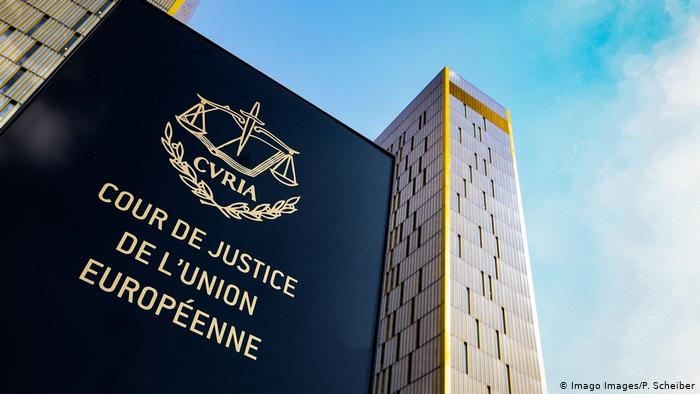 CVRIA
COUR DE JUSTICE
DE L'UNION
EUROPÉENNE
© Imago Images/P. Scheiber